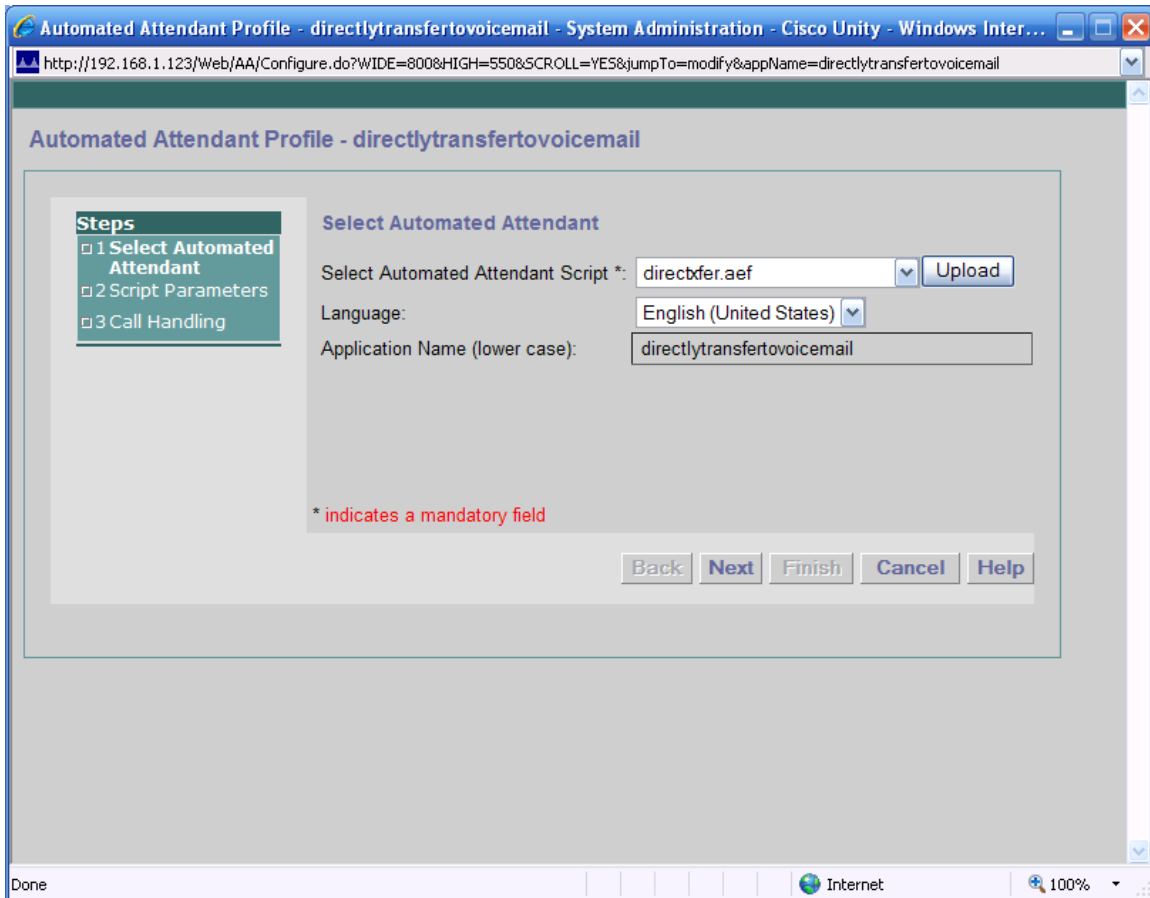 Automated Attendant Profile - directlytransfertovoicemail - System Administration - Cisco Unity - Windows Inter...
http://192.168.1.123/Web/AA/Configure.do?WIDE=800&HIGH=550&SCROLL=YES&jumpTo=modify&appName=directlytransfertovoicemail
Automated Attendant Profile - directlytransfertovoicemail
Steps
1 Select Automated
Attendant
2 Script Parameters
3 Call Handling
Select Automated Attendant
Select Automated Attendant Script *: directxfer.aef Upload
Language: English (United States)
Application Name (lower case): directlytransfertovoicemail
* indicates a mandatory field
Back Next Finish Cancel Help
Done Internet 100%